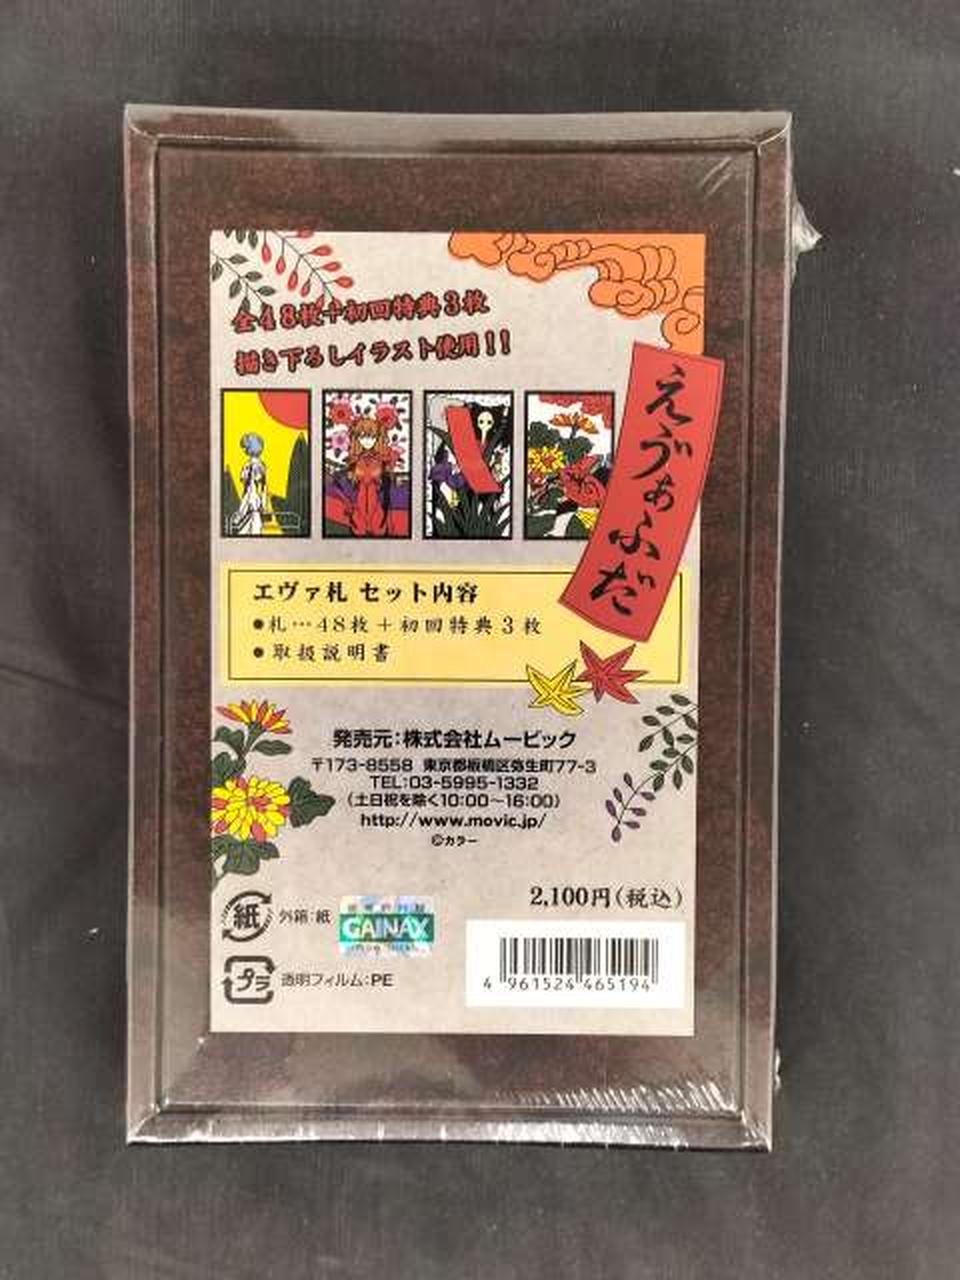 全48枚+初回特典3枚
描き下ろしイラスト使用!!
えゔぁふだ
エヴァ札 セット内容
●札…48枚+初回特典3枚
●取扱説明書
発売元:株式会社ムービック
〒173-8558 東京都板橋区弥生町77-3
TEL:03-5995-1332
(土日祝を除く10:00~16:00)
http://www.movic.jp/
©カラー
2,100円(税込)
紙 外箱:紙
GAINAX
プラ 透明フィルム:PE
4 961524 465194